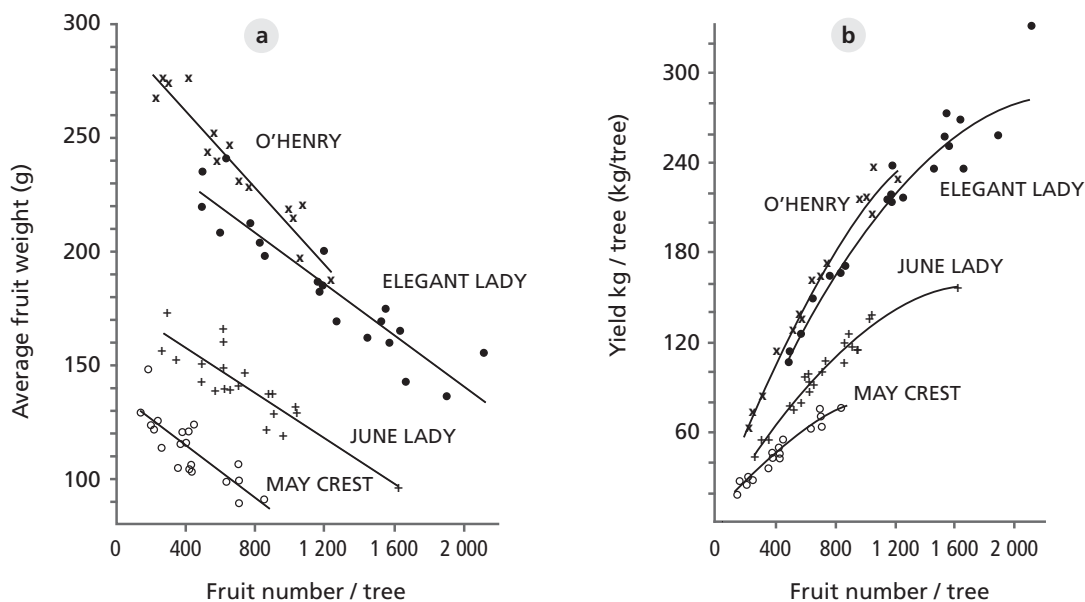 a
Average fruit weight (g)
300
250
200
150
100
0
400
800
1 200
1 600
2 000
Fruit number / tree
O’HENRY
ELEGANT LADY
JUNE LADY
MAY CREST
b
Yield kg / tree (kg/tree)
300
240
180
120
60
0
400
800
1 200
1 600
2 000
Fruit number / tree
O’HENRY
ELEGANT LADY
JUNE LADY
MAY CREST